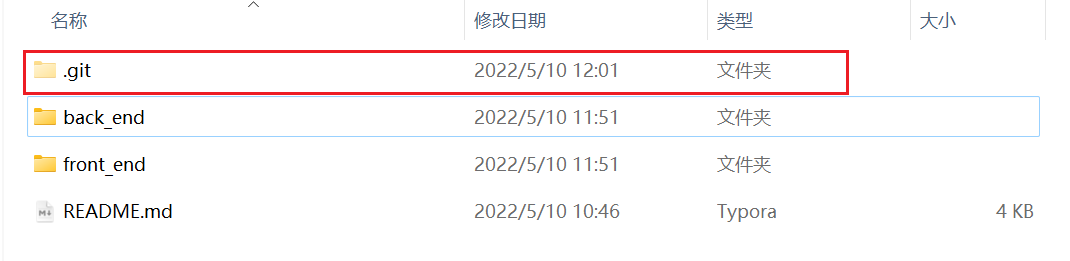 名称 修改日期 类型 大小
.git 2022/5/10 12:01 文件夹
back_end 2022/5/10 11:51 文件夹
front_end 2022/5/10 11:51 文件夹
README.md 2022/5/10 10:46 Typora 4 KB